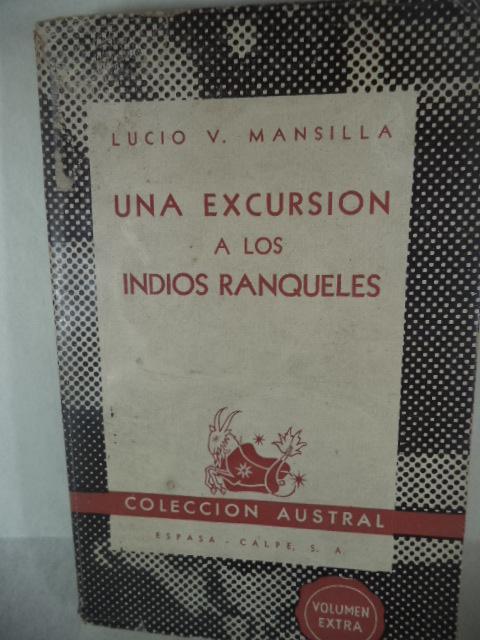 LUCIO V. MANSILLA
UNA EXCURSION
A LOS
INDIOS RANQUELES
COLECCION AUSTRAL
ESPASA - CALPE, S. A.
VOLUMEN
EXTRA